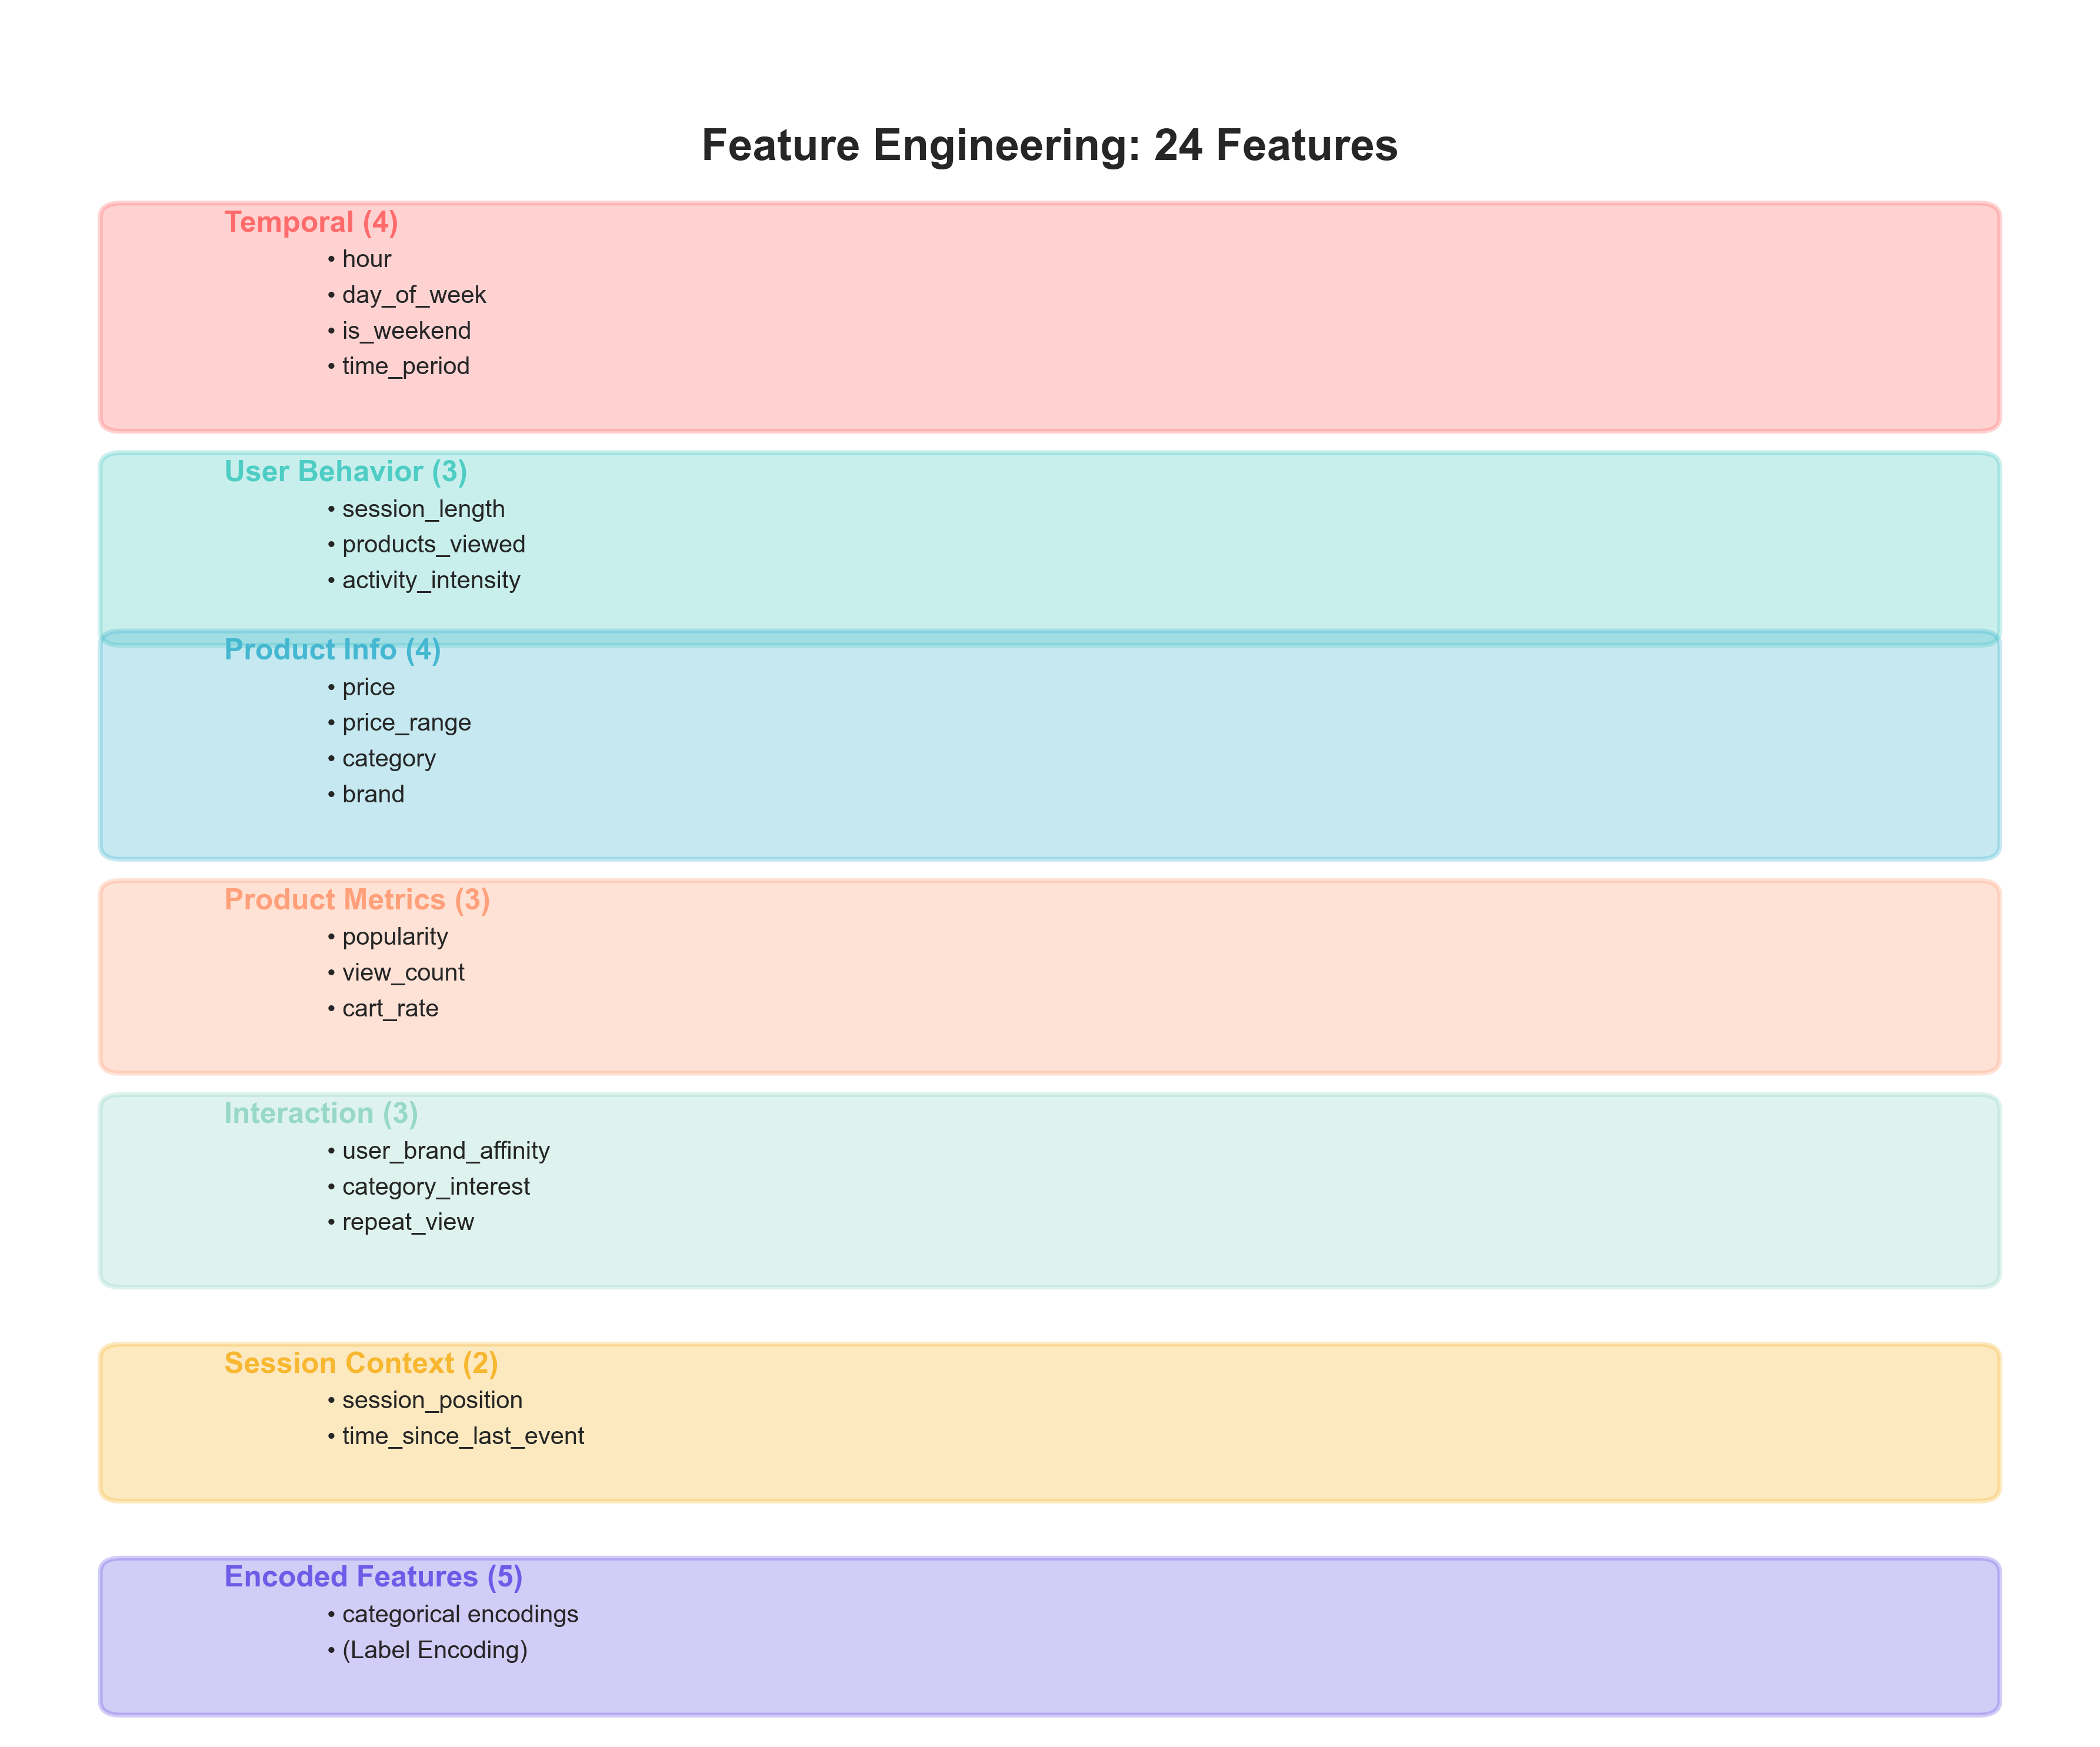 Feature Engineering: 24 Features
Temporal (4)
• hour
• day_of_week
• is_weekend
• time_period
User Behavior (3)
• session_length
• products_viewed
• activity_intensity
Product Info (4)
• price
• price_range
• category
• brand
Product Metrics (3)
• popularity
• view_count
• cart_rate
Interaction (3)
• user_brand_affinity
• category_interest
• repeat_view
Session Context (2)
• session_position
• time_since_last_event
Encoded Features (5)
• categorical encodings
• (Label Encoding)